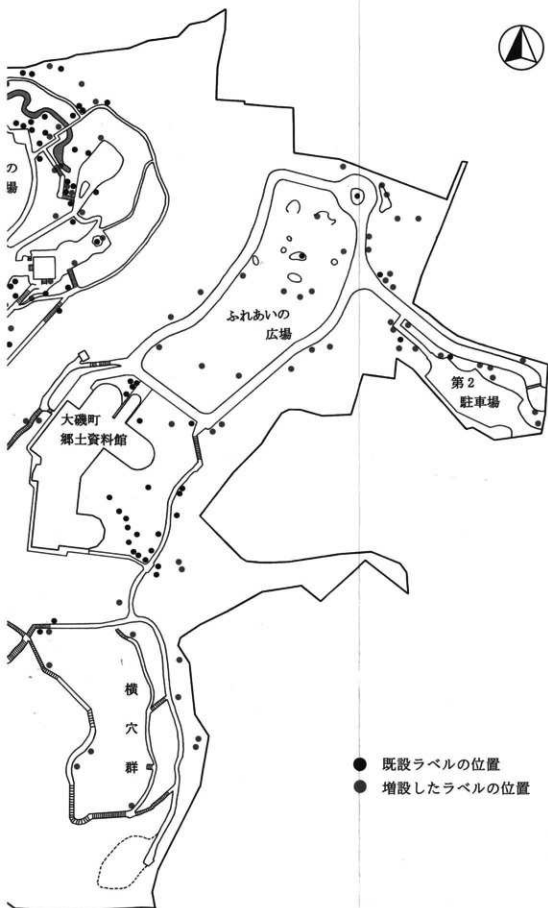 の
場
ふれあいの
広場
第2
駐車場
大磯町
郷土資料館
横
穴
群
既設ラベルの位置
増設したラベルの位置